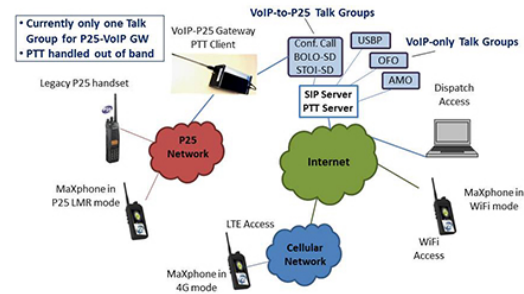 • Currently only one Talk
Group for P25-VoIP GW
• PTT handled out of band
VoIP-P25 Gateway
PTT Client
VoIP-to-P25 Talk Groups
Conf. Call
BOLO-SD
STOI-SD
USBP
OFO
AMO
VoIP-only Talk Groups
SIP Server
PTT Server
Dispatch
Access
Legacy P25 handset
P25
Network
Internet
MaXphone in
P25 LMR mode
MaXphone in
WiFi mode
WiFi
Access
LTE Access
Cellular
Network
MaXphone in
4G mode